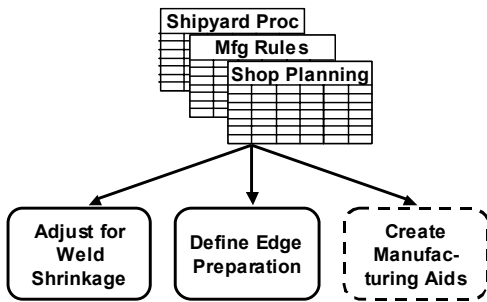 Shipyard Proc
Mfg Rules
Shop Planning
Adjust for
Weld
Shrinkage
Define Edge
Preparation
Create
Manufac-
turing Aids